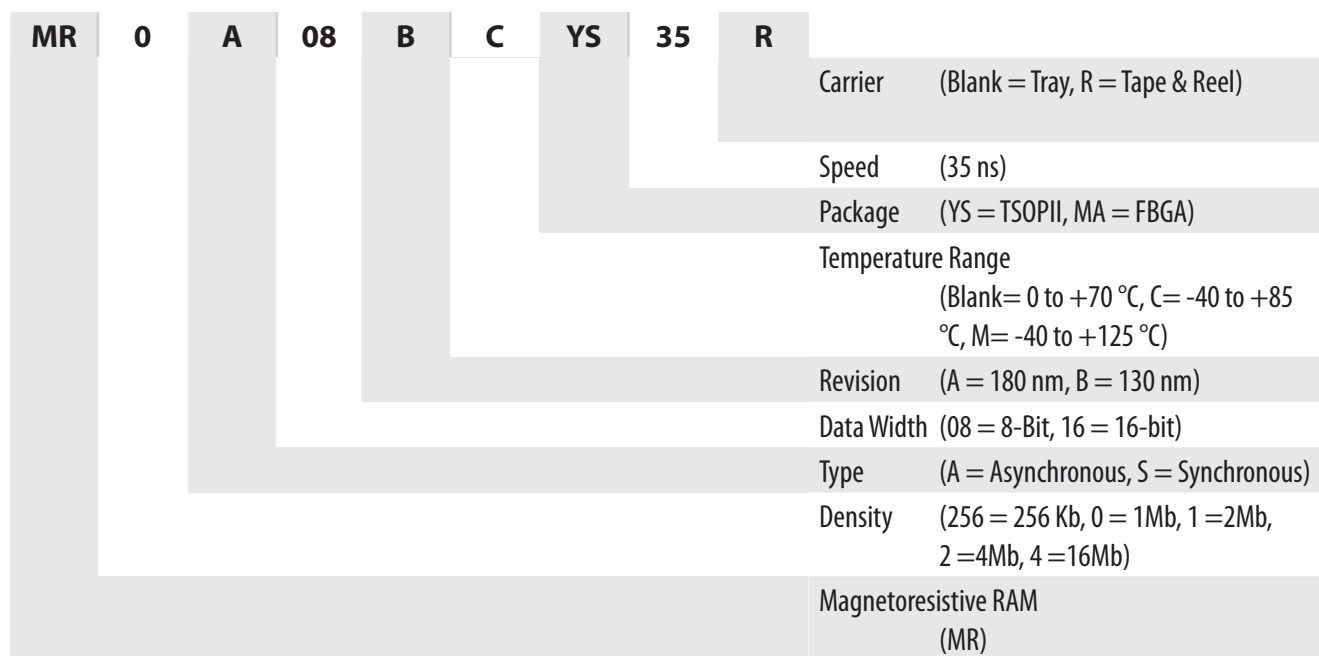 MR 0 A 08 B C YS 35 R
Carrier (Blank = Tray, R = Tape & Reel)
Speed (35 ns)
Package (YS = TSOPII, MA = FBGA)
Temperature Range
(Blank= 0 to +70 °C, C= -40 to +85
°C, M= -40 to +125 °C)
Revision (A = 180 nm, B = 130 nm)
Data Width (08 = 8-Bit, 16 = 16-bit)
Type (A = Asynchronous, S = Synchronous)
Density (256 = 256 Kb, 0 = 1Mb, 1 =2Mb,
2 =4Mb, 4 =16Mb)
Magnetoresistive RAM
(MR)